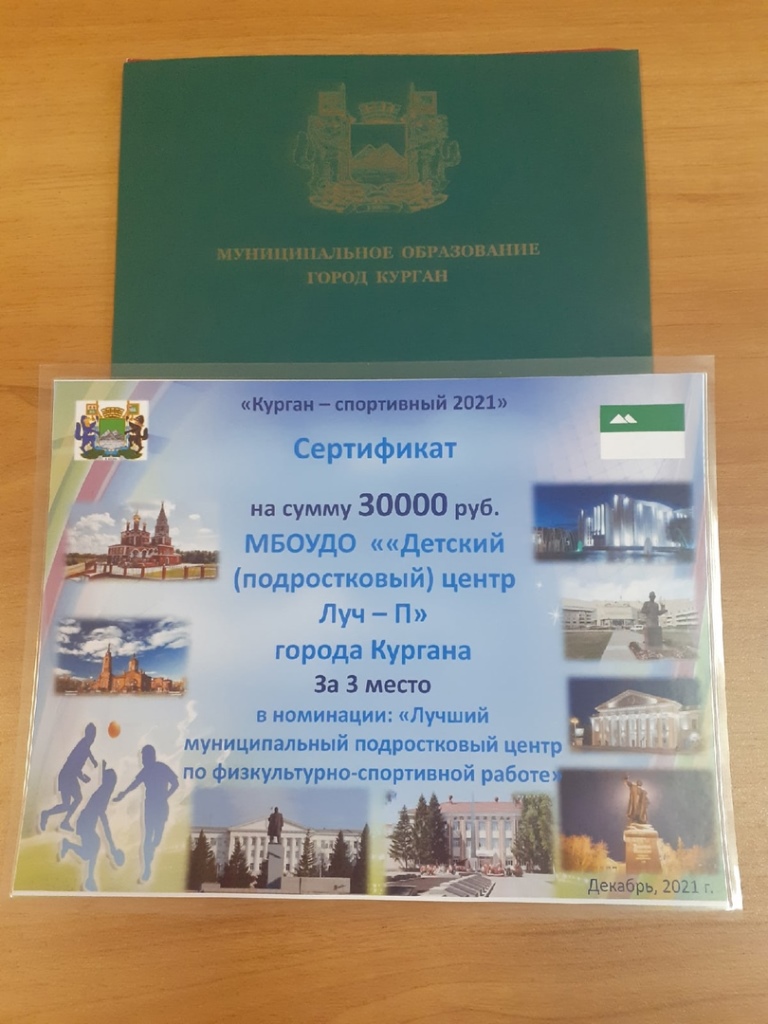 МУНИЦИПАЛЬНОЕ ОБРАЗОВАНИЕ
ГОРОД КУРГАН
«Курган – спортивный 2021»
Сертификат
на сумму 30000 руб.
МБОУДО ««Детский
(подростковый) центр
Луч – П»
города Кургана
За 3 место
в номинации: «Лучший
муниципальный подростковый центр
по физкультурно-спортивной работе»
Декабрь, 2021 г.